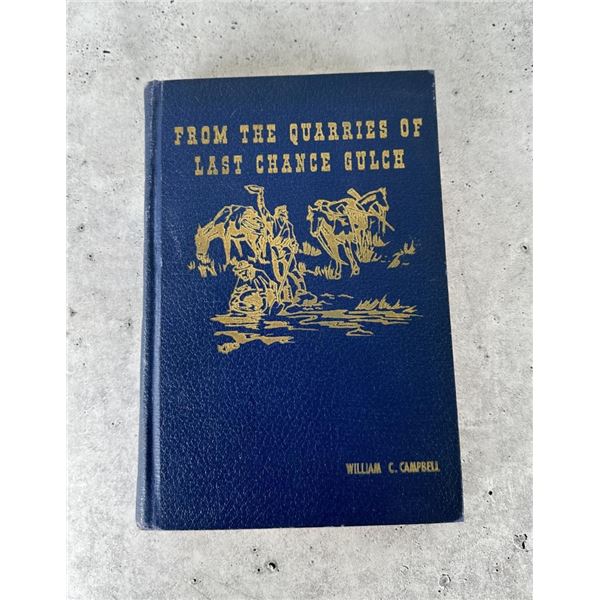 FROM THE QUARRIES OF
LAST CHANCE GULCH
WILLIAM C. CAMPBELL